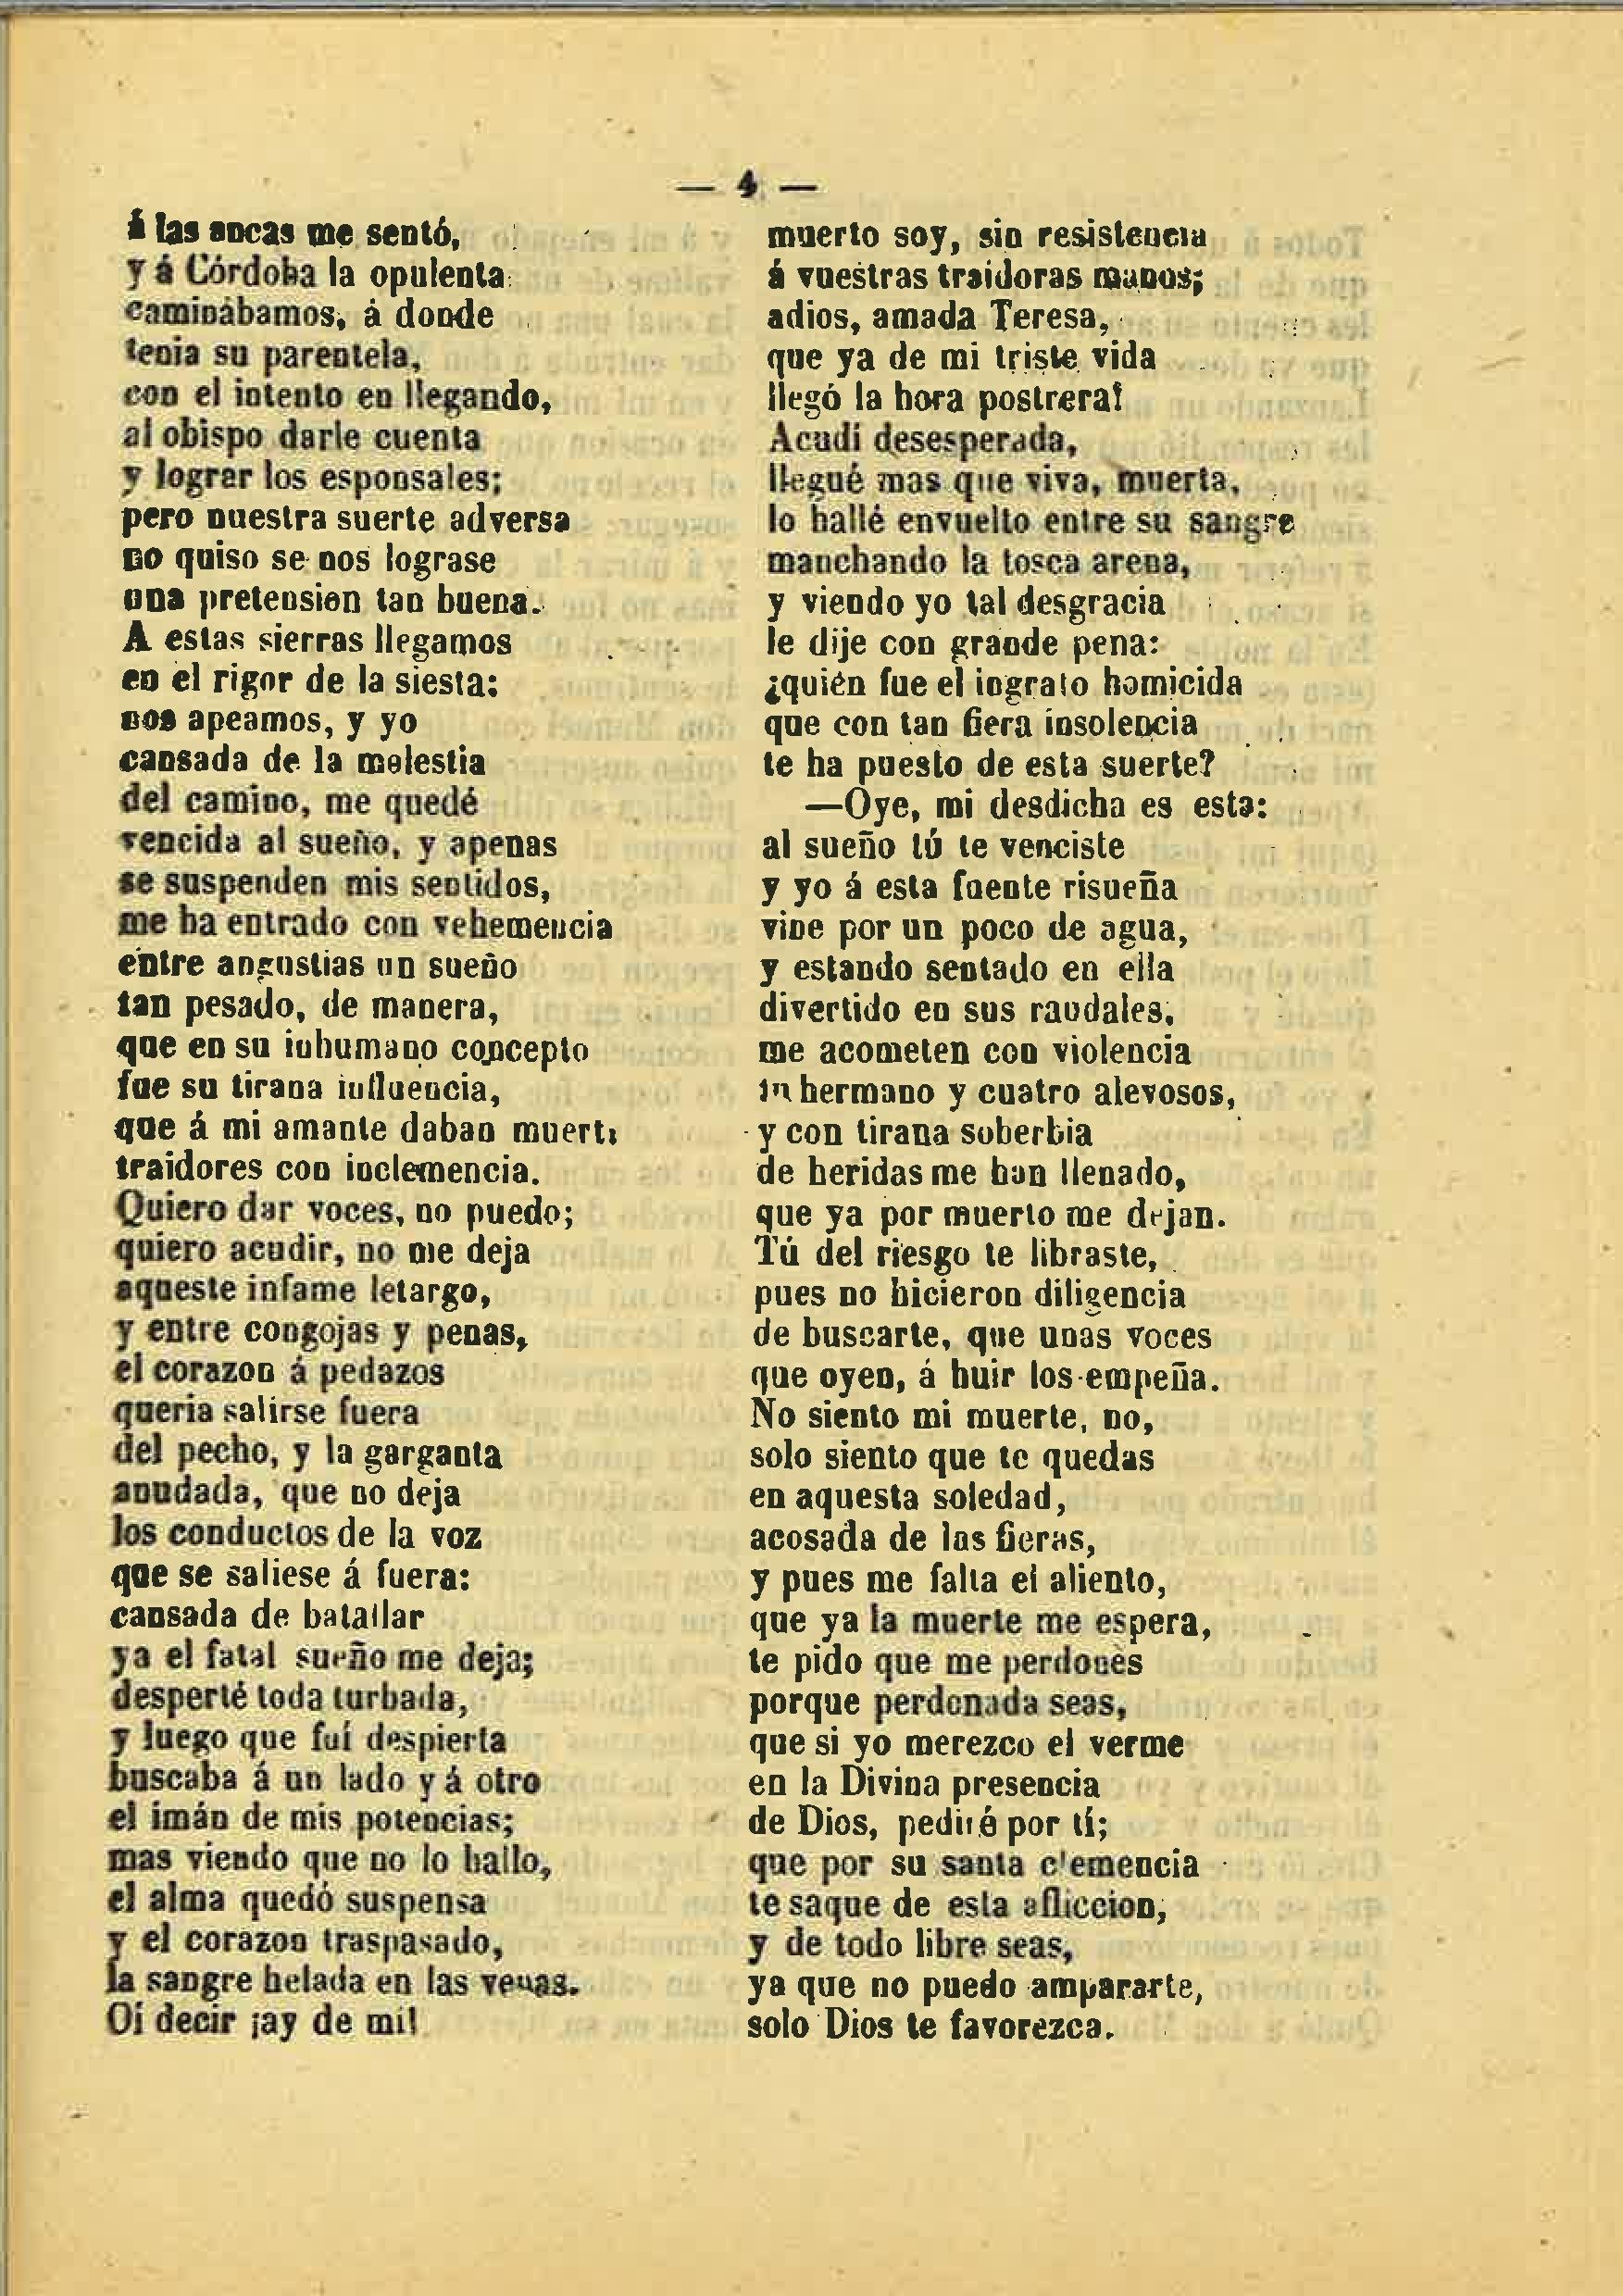 — 4 —
á las ancas me sentó,
y á Córdoba la opulenta
caminábamos, á donde
tenia su parentela,
con el intento en llegando,
al obispo darle cuenta
y lograr los esponsales;
pero nuestra suerte adversa
no quiso se nos lograse
una pretension tan buena.
A estas sierras llegamos
en el rigor de la siesta:
nos apeamos, y yo
cansada de la molestia
del camino, me quedé
vencida al sueño, y apenas
se suspenden mis sentidos,
me ha entrado con vehemencia
entre angustias un sueño
tan pesado, de manera,
que en su inhumano concepto
fue su tirana influencia,
que á mi amante daban muerte
traidores con inclemencia.
Quiero dar voces, no puedo;
quiero acudir, no me deja
aqueste infame letargo,
y entre congojas y penas,
el corazon á pedazos
queria salirse fuera
del pecho, y la garganta
anudada, que no deja
los conductos de la voz
que se saliese á fuera:
cansada de batallar
ya el fatal sueño me deja;
desperté toda turbada,
y luego que fuí despierta
buscaba á un lado y á otro
el imán de mis potencias;
mas viendo que no lo hallo,
el alma quedó suspensa
y el corazon traspasado,
la sangre helada en las venas.
Oí decir ¡ay de mí!
muerto soy, sin resistencia
á vuestras traidoras manos;
adios, amada Teresa,
que ya de mi triste vida
llegó la hora postrera!
Acudí desesperada,
llegué mas que viva, muerta,
lo hallé envuelto entre su sangre
manchando la tosca arena,
y viendo yo tal desgracia
le dije con grande pena:
¿quién fue el ingrato homicida
que con tan fiera insolencia
te ha puesto de esta suerte?
—Oye, mi desdicha es esta:
al sueño tú te venciste
y yo á esta fuente risueña
vine por un poco de agua,
y estando sentado en ella
divertido en sus raudales,
me acometen con violencia
tu hermano y cuatro alevosos,
y con tirana soberbia
de heridas me han llenado,
que ya por muerto me dejan.
Tú del riesgo te libraste,
pues no hicieron diligencia
de buscarte, que unas voces
que oyen, á huir los empeña.
No siento mi muerte, no,
solo siento que te quedas
en aquesta soledad,
acosada de las fieras,
y pues me falta el aliento,
que ya la muerte me espera,
te pido que me perdones
porque perdonada seas,
que si yo merezco el verme
en la Divina presencia
de Dios, pediré por tí;
que por su santa clemencia
te saque de esta afliccion,
y de todo libre seas,
ya que no puedo ampararte,
solo Dios te favorezca.